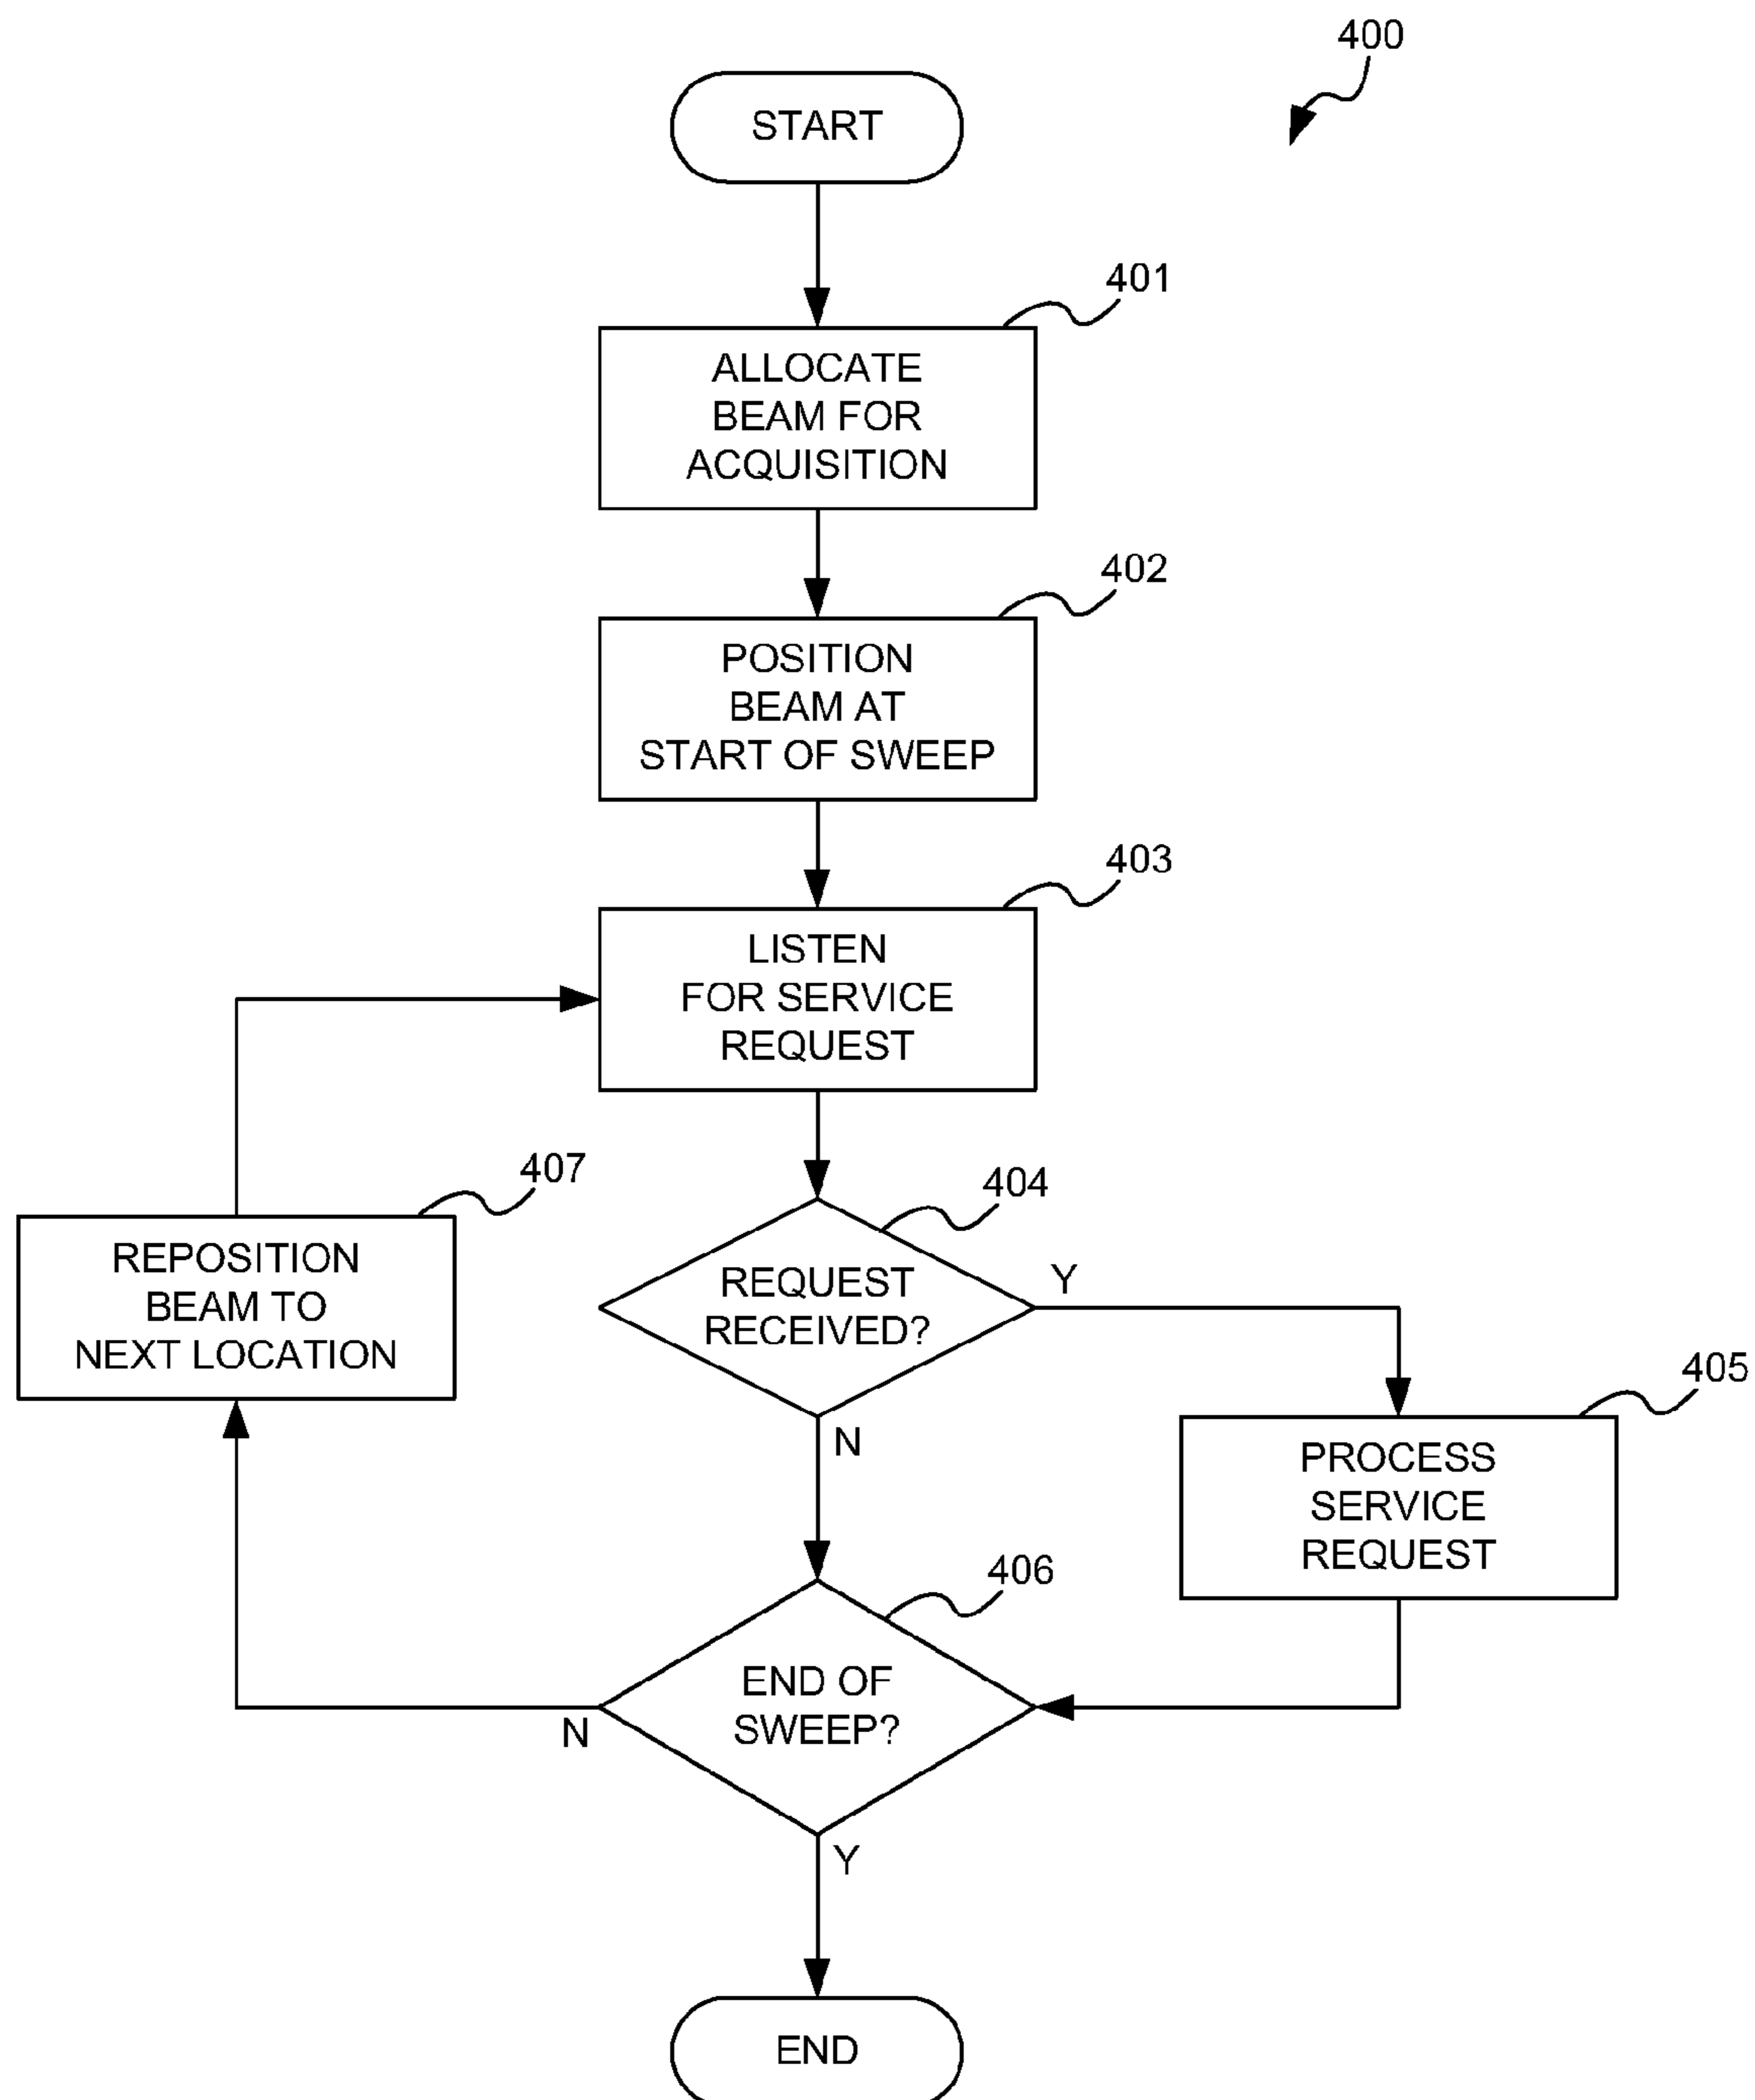 400
START
401
ALLOCATE
BEAM FOR
ACQUISITION
402
POSITION
BEAM AT
START OF SWEEP
403
LISTEN
FOR SERVICE
REQUEST
407
REPOSITION
BEAM TO
NEXT LOCATION
404
REQUEST
RECEIVED?
Y
N
405
PROCESS
SERVICE
REQUEST
406
END OF
SWEEP?
N
Y
END